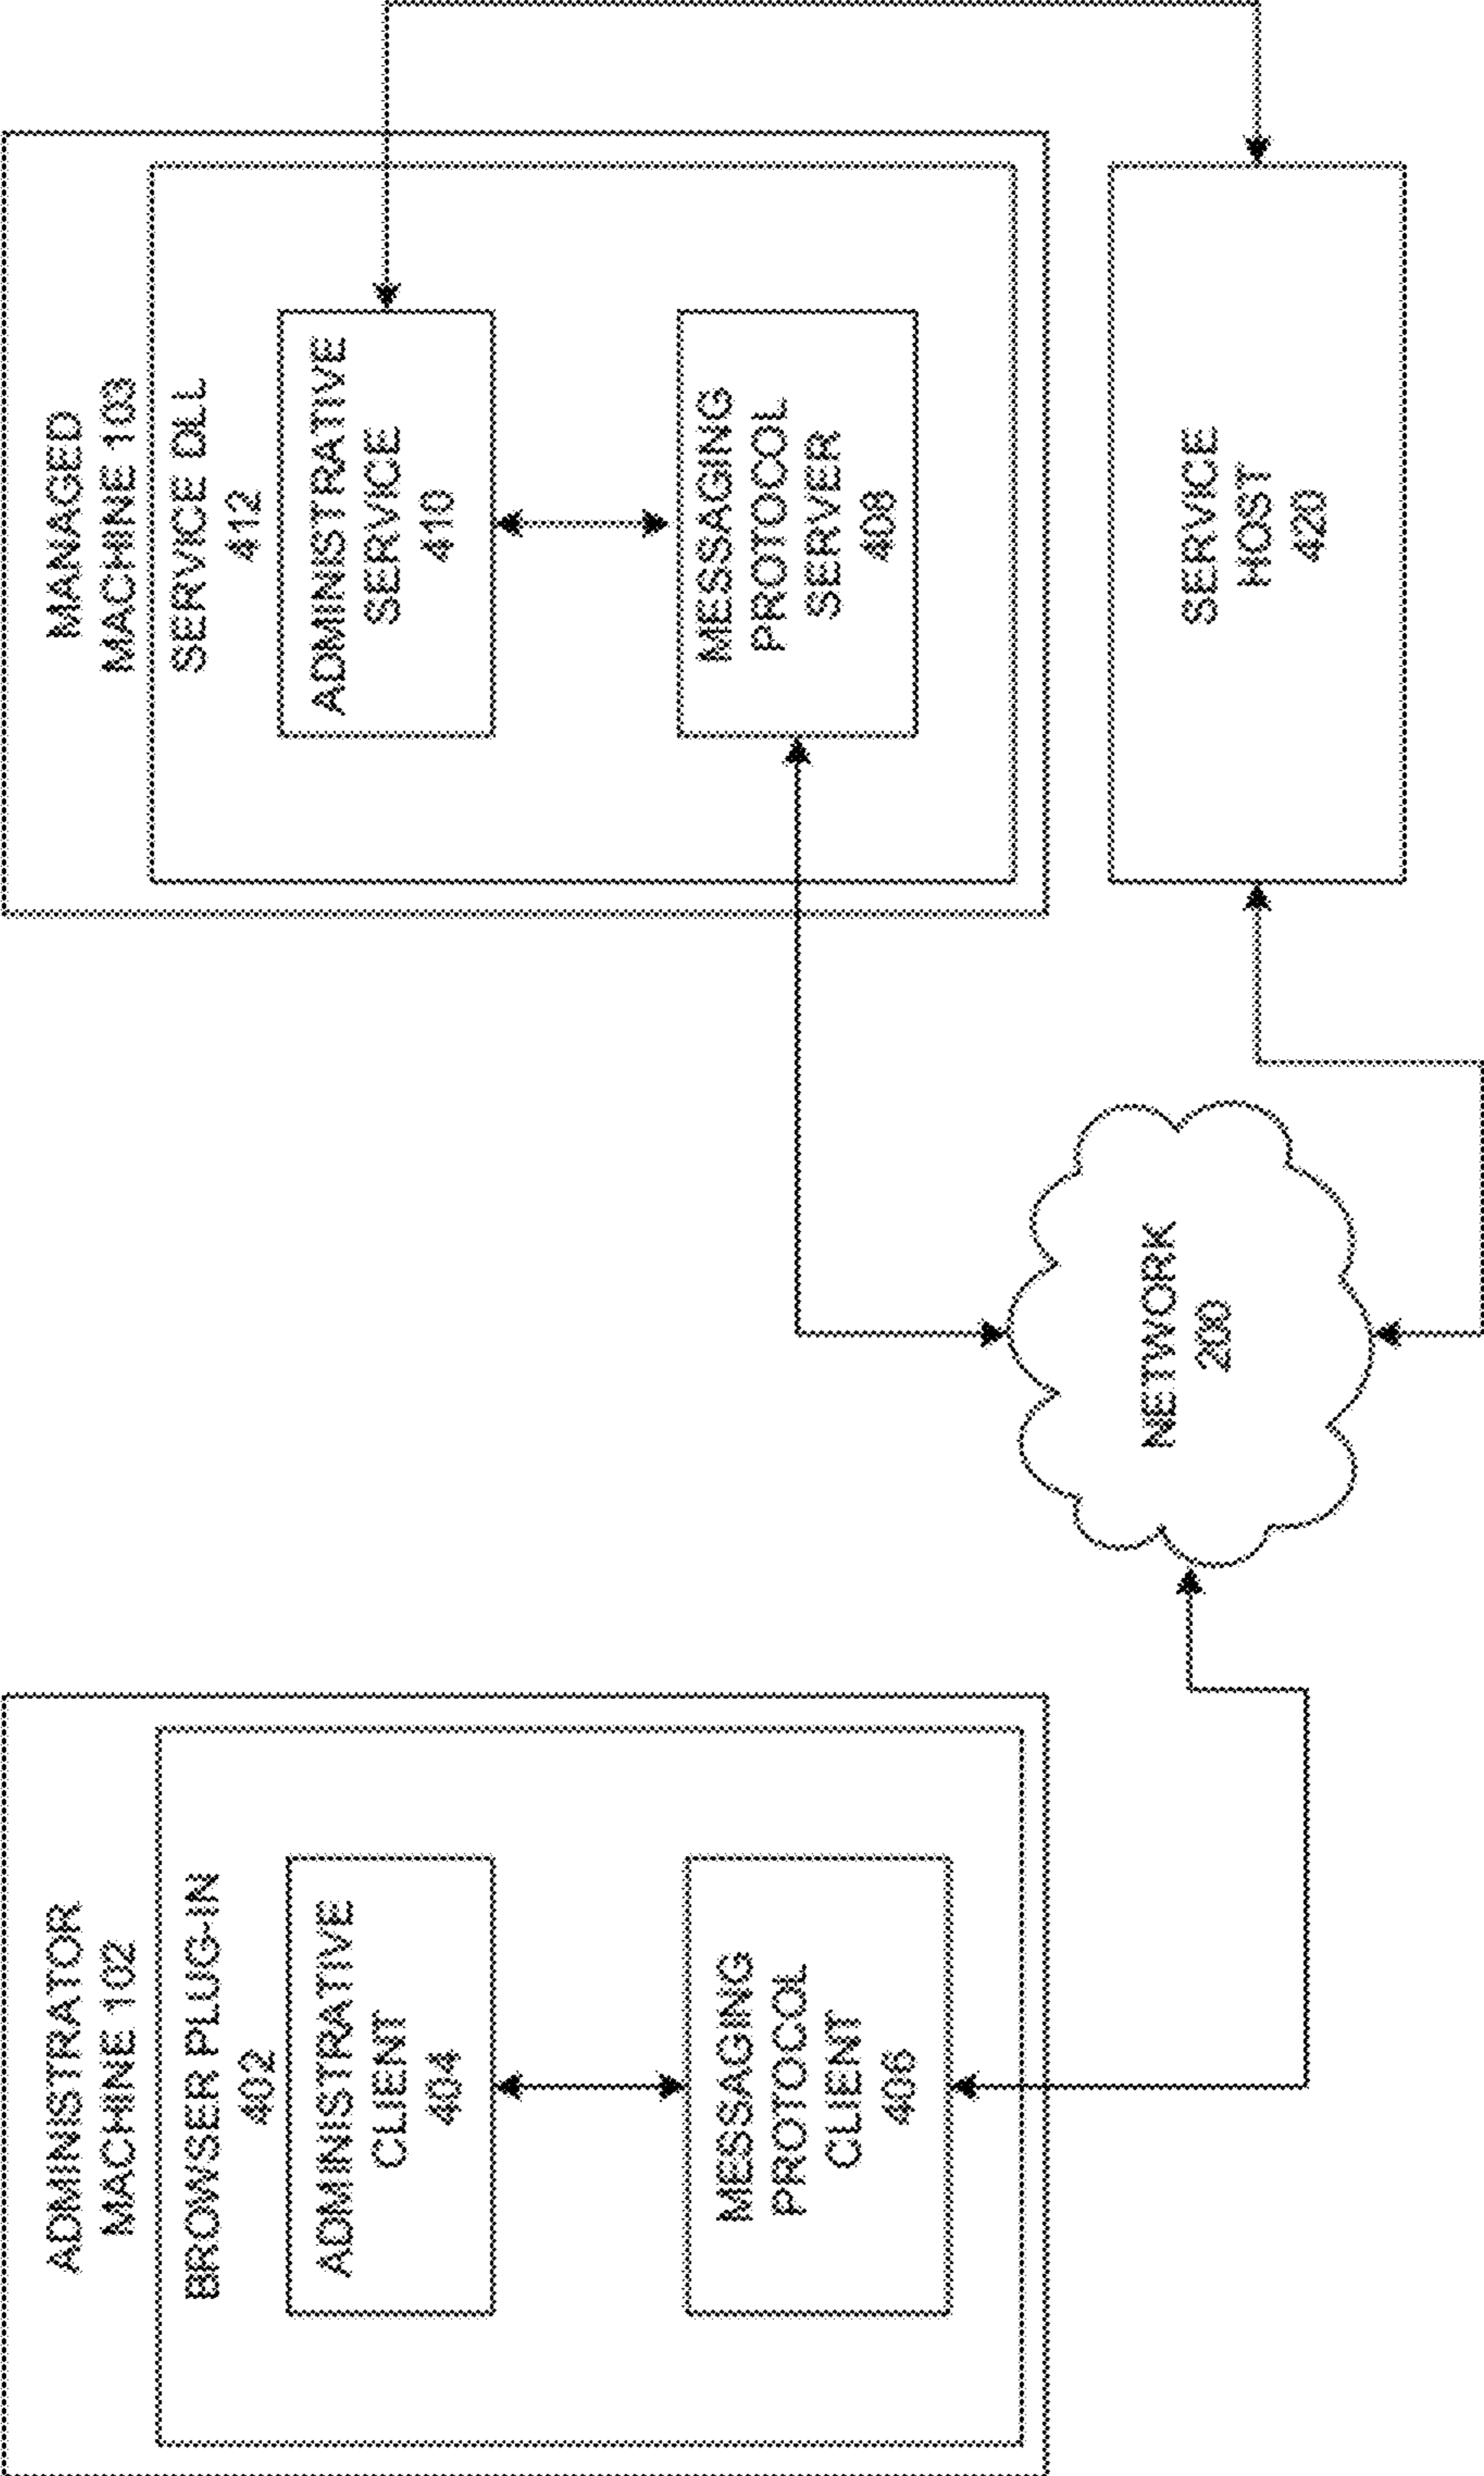 ADMINISTRATOR
MACHINE 102
BROWSER PLUG-IN
402
ADMINISTRATIVE
CLIENT
404
MESSAGING
PROTOCOL
CLIENT
406
NETWORK
200
MANAGED
MACHINE 103
SERVICE DLL
412
ADMINISTRATIVE
SERVICE
410
MESSAGING
PROTOCOL
SERVER
408
SERVICE
HOST
420